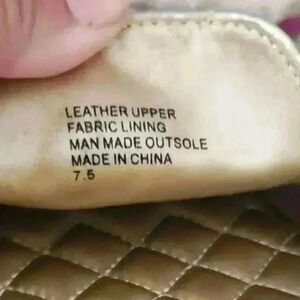 LEATHER UPPER
FABRIC LINING
MAN MADE OUTSOLE
MADE IN CHINA
7.5